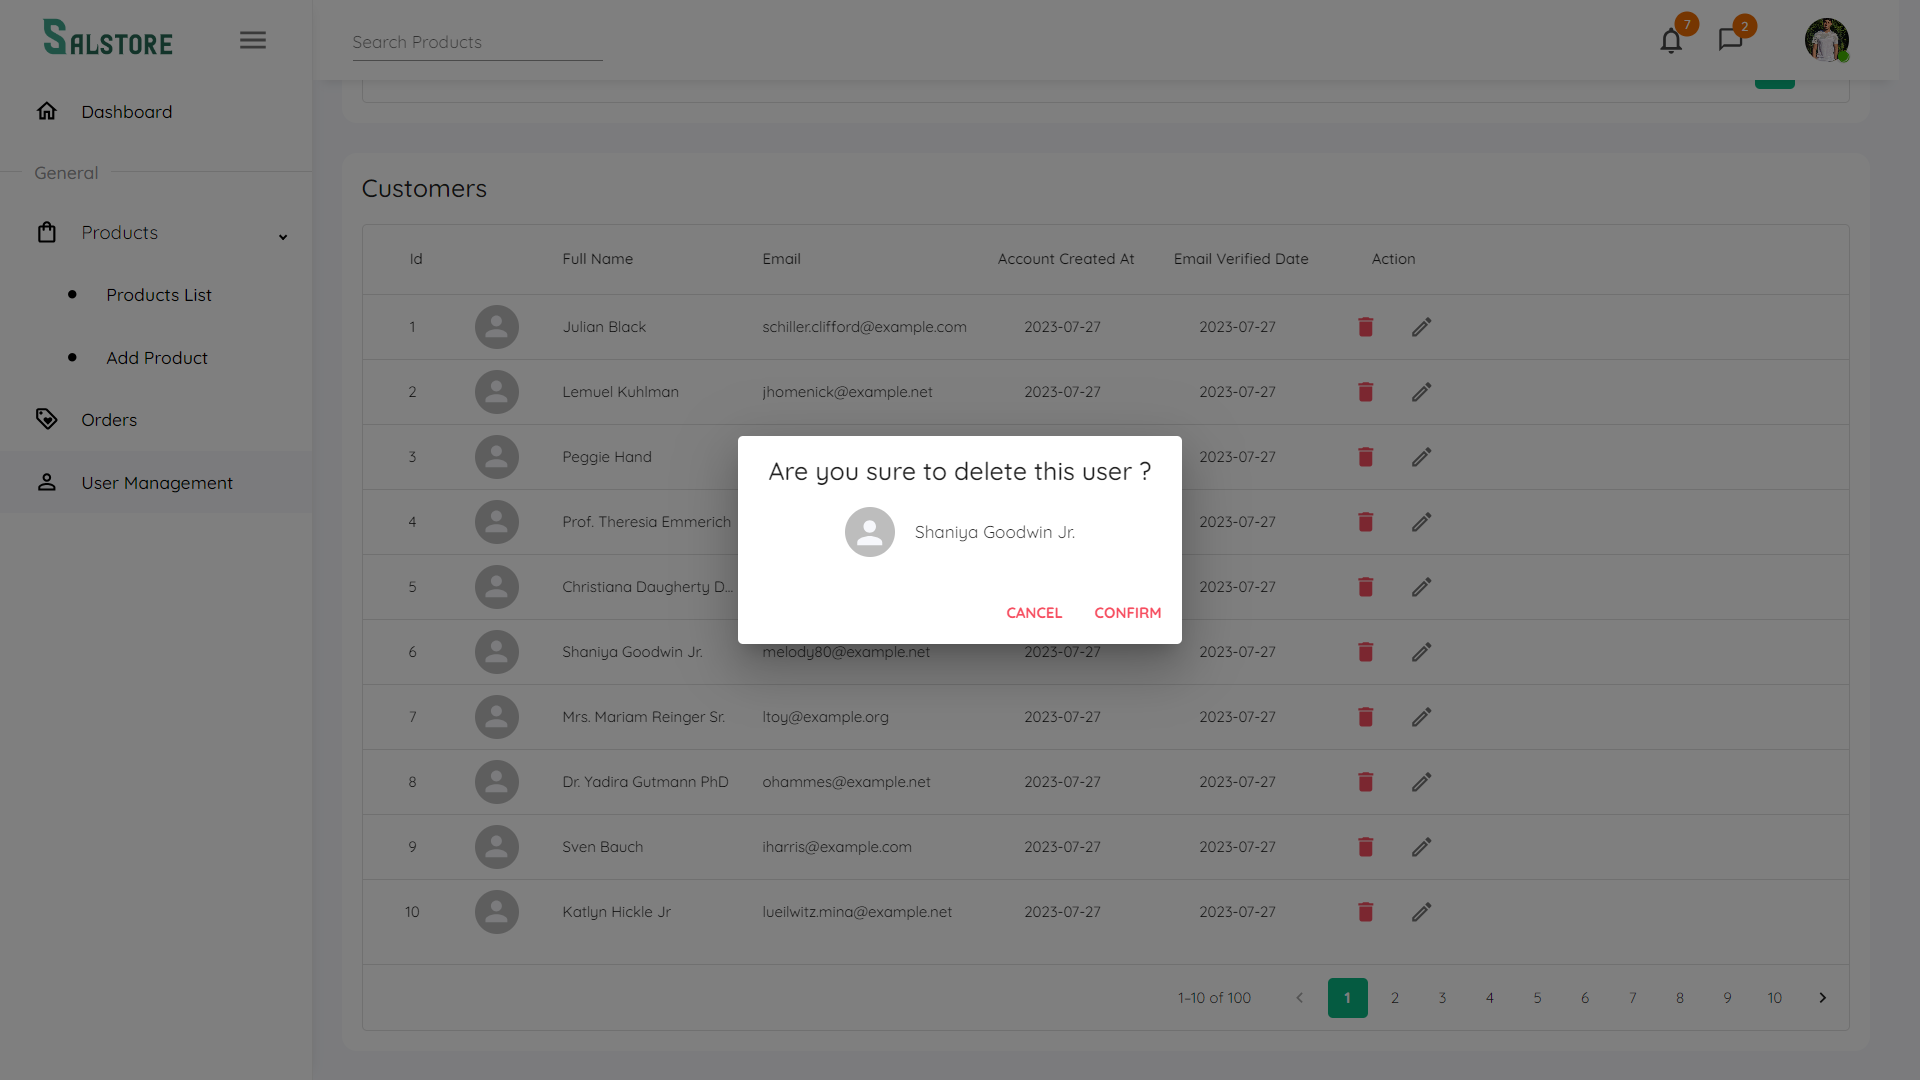 SALSTORE
Search Products
7
2
Dashboard
General
Products
Products List
Add Product
Orders
User Management
Customers
Id Full Name Email Account Created At Email Verified Date Action
1 Julian Black schiller.clifford@example.com 2023-07-27 2023-07-27
2 Lemuel Kuhlman jhomenick@example.net 2023-07-27 2023-07-27
3 Peggie Hand 2023-07-27
4 Prof. Theresia Emmerich 2023-07-27
5 Christiana Daugherty D... 2023-07-27
6 Shaniya Goodwin Jr. melody80@example.net 2023-07-27 2023-07-27
7 Mrs. Mariam Reinger Sr. ltoy@example.org 2023-07-27 2023-07-27
8 Dr. Yadira Gutmann PhD ohammes@example.net 2023-07-27 2023-07-27
9 Sven Bauch iharris@example.com 2023-07-27 2023-07-27
10 Katlyn Hickle Jr lueilwitz.mina@example.net 2023-07-27 2023-07-27
1–10 of 100 1 2 3 4 5 6 7 8 9 10
Are you sure to delete this user ?
Shaniya Goodwin Jr.
CANCEL CONFIRM